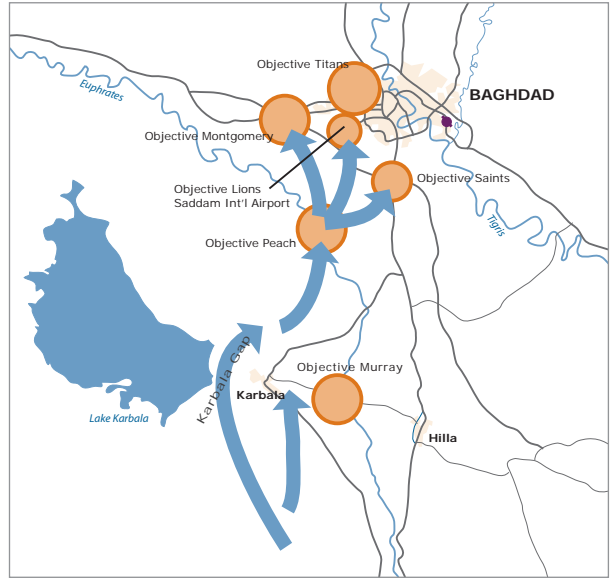 Objective Titans
Euphrates
BAGHDAD
Objective Montgomery
Objective Lions
Saddam Int'l Airport
Objective Saints
Tigris
Objective Peach
Karbala Gap
Objective Murray
Karbala
Lake Karbala
Hilla